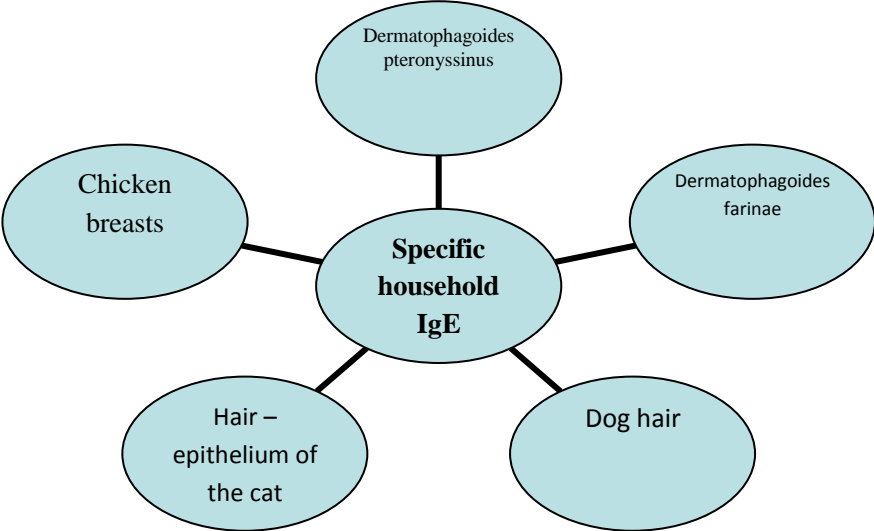 Dermatophagoides
pteronyssinus
Chicken
breasts
Dermatophagoides
farinae
Specific
household
IgE
Hair –
epithelium of
the cat
Dog hair